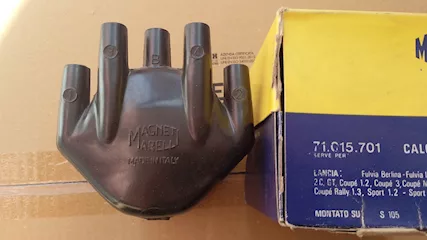 B
MAGNETI
MARELLI
MADE IN ITALY
M
71.015.701 CALO
SERVE PER
LANCIA: Fulvia Berlina - Fulvia
2 C, GT, Coupé 1.2, Coupé 3, Coupé M
Coupé Rally 1.3, Sport 1.2 - Sport
MONTATO SU S 105